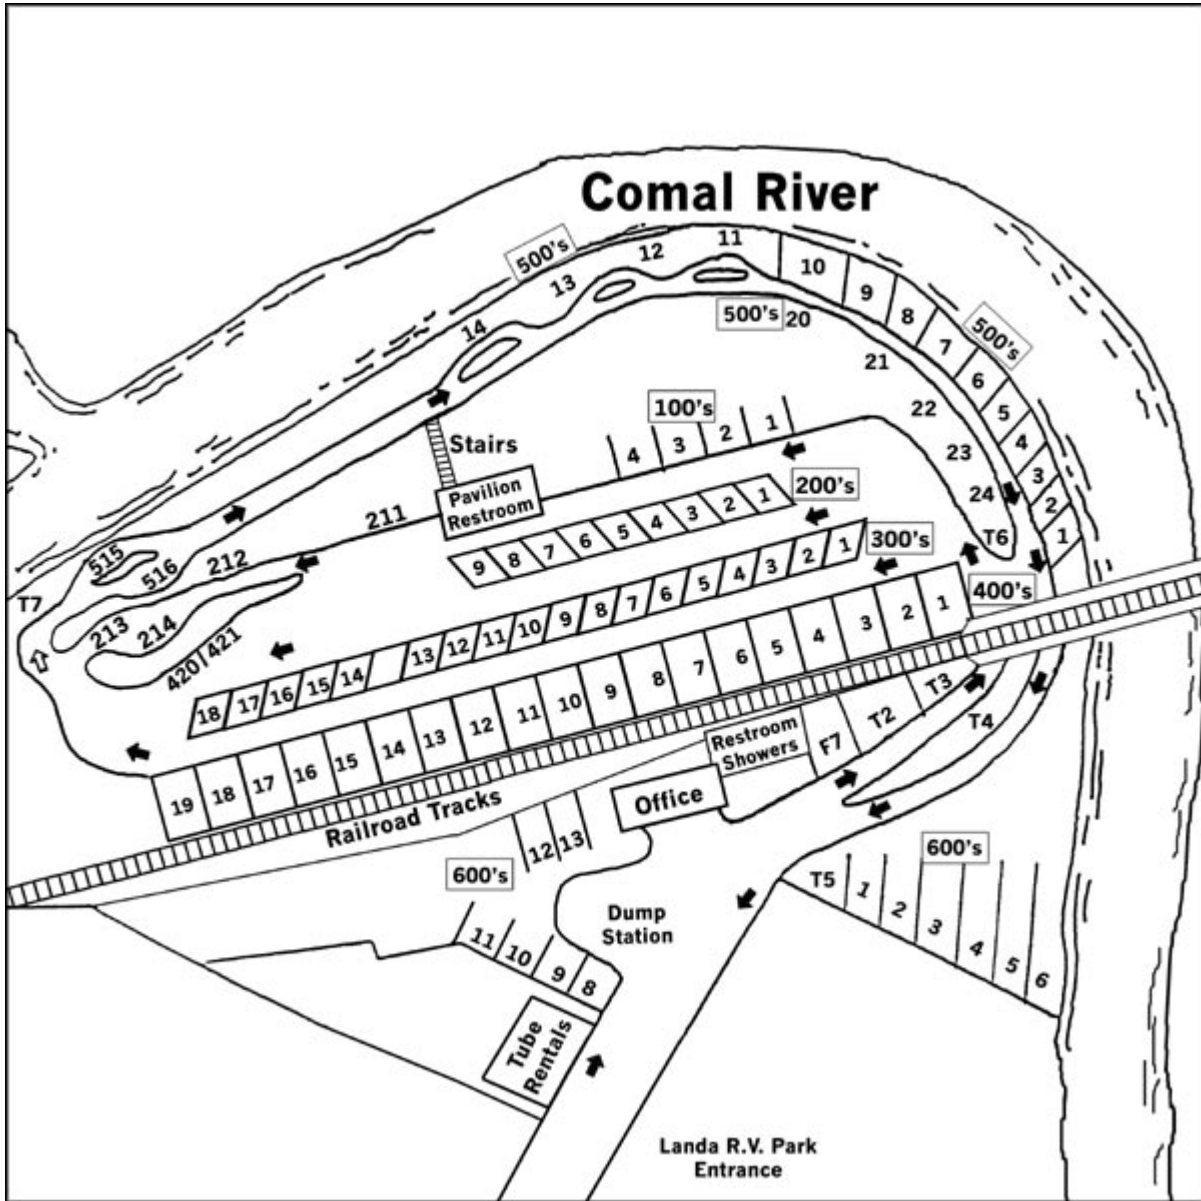 Comal River
500's
14
13
12
11
10
9
8
7
6
5
4
3
2
1
500's
500's
20
21
22
23
24
T6
100's
4
3
2
1
Stairs
Pavilion
Restroom
211
212
515
516
T7
213
214
420 | 421
200's
9
8
7
6
5
4
3
2
1
300's
18
17
16
15
14
13
12
11
10
9
8
7
6
5
4
3
2
1
400's
19
18
17
16
15
14
13
12
11
10
9
8
7
6
5
4
3
2
1
Railroad Tracks
Restroom
Showers
F7
T2
T3
T4
Office
12
13
600's
11
10
9
8
Dump
Station
600's
T5
1
2
3
4
5
6
Tube
Rentals
Landa R.V. Park
Entrance